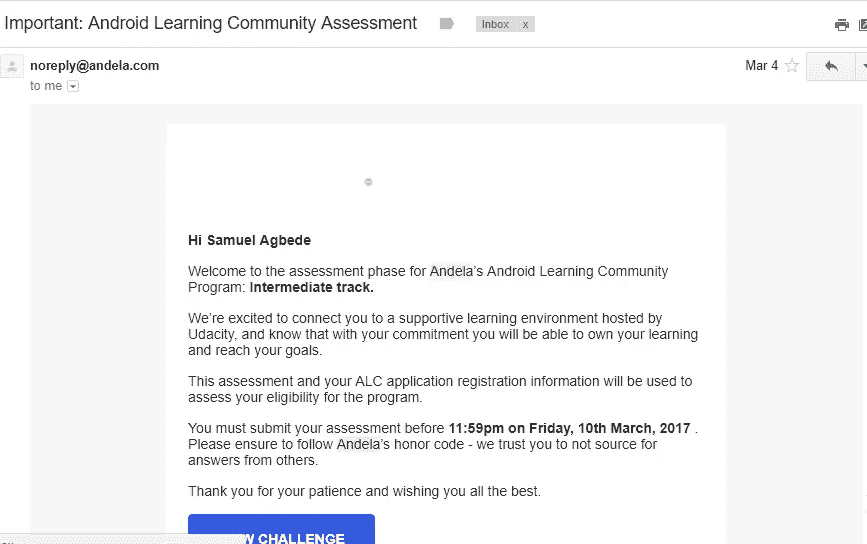 Important: Android Learning Community Assessment
Inbox x
noreply@andela.com
Mar 4
to me
Hi Samuel Agbede
Welcome to the assessment phase for Andela's Android Learning Community
Program: Intermediate track.
We're excited to connect you to a supportive learning environment hosted by
Udacity, and know that with your commitment you will be able to own your learning
and reach your goals.
This assessment and your ALC application registration information will be used to
assess your eligibility for the program.
You must submit your assessment before 11:59pm on Friday, 10th March, 2017 .
Please ensure to follow Andela's honor code - we trust you to not source for
answers from others.
Thank you for your patience and wishing you all the best.
CHALLENGE